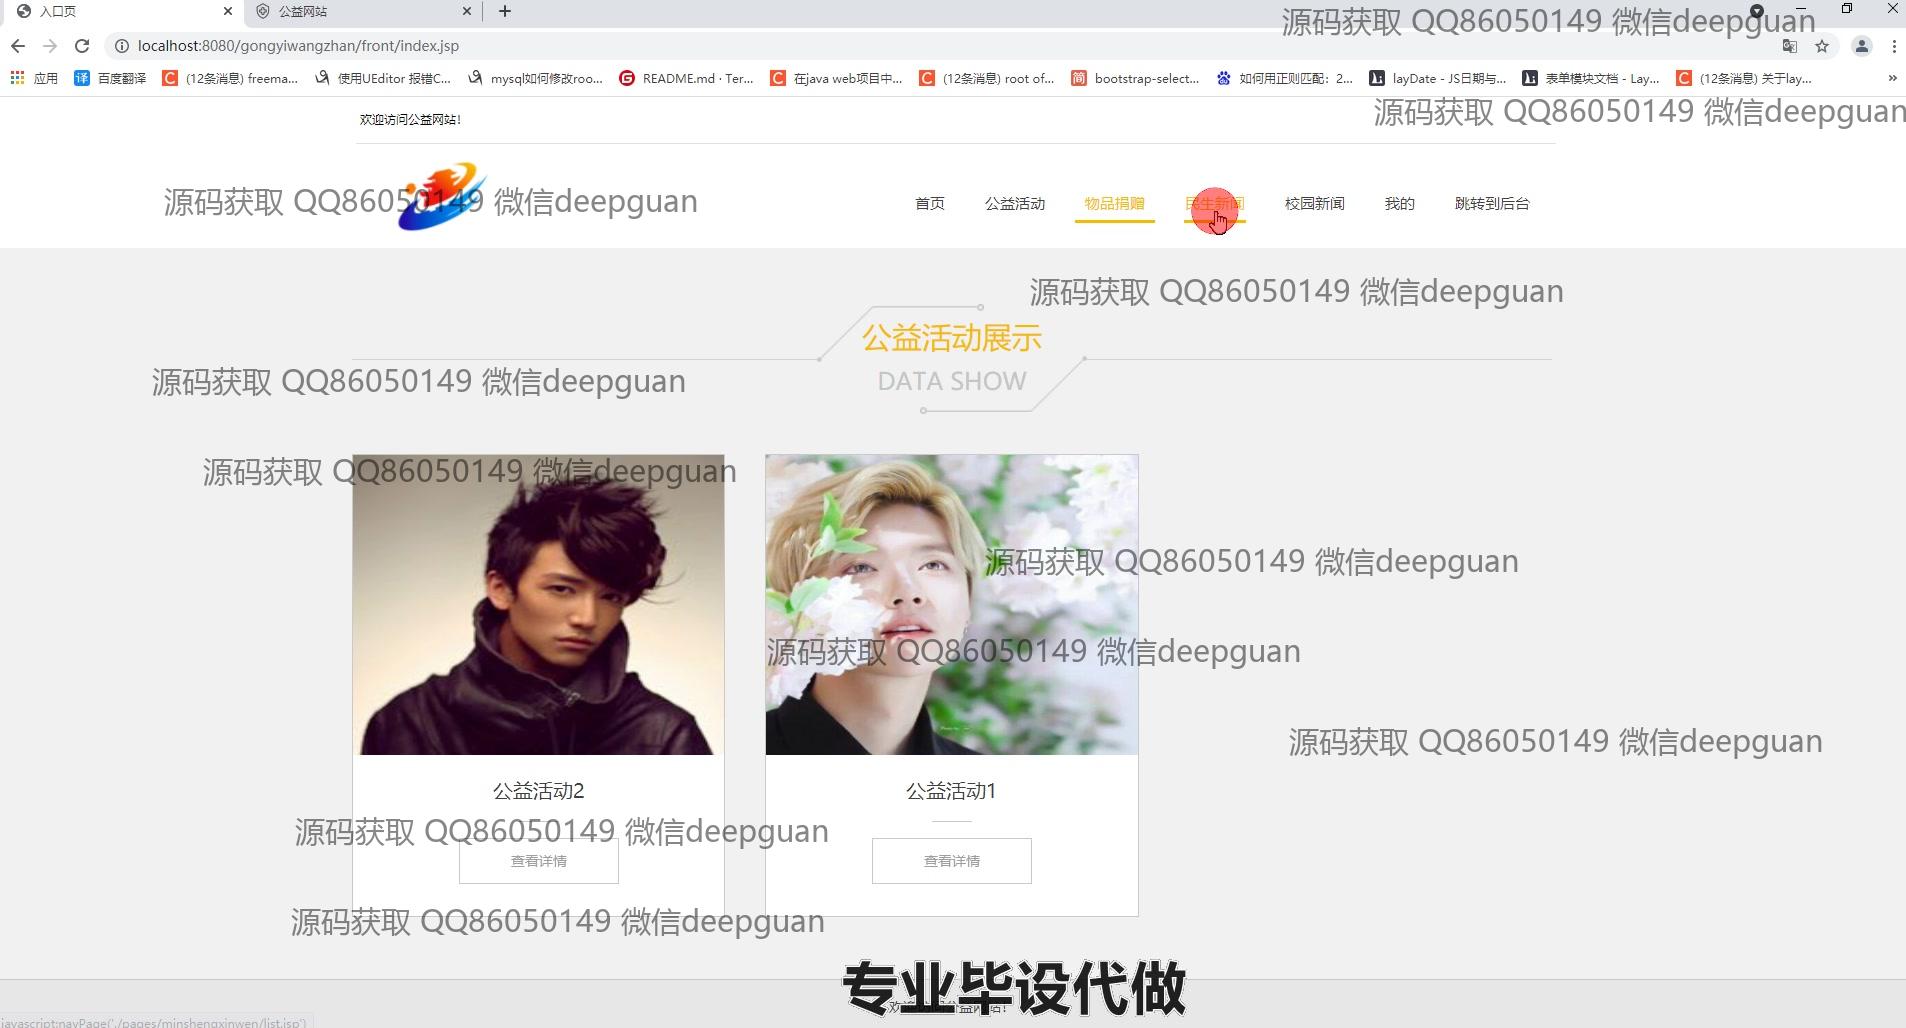 入口页
公益网站
源码获取 QQ86050149 微信deepguan
localhost:8080/gongyiwangzhan/front/index.jsp
应用
百度翻译
(12条消息) freema...
使用UEditor 报错C...
mysql如何修改roo...
README.md · Ter...
在java web项目中...
(12条消息) root of...
bootstrap-select...
如何用正则匹配：2...
layDate - JS日期与...
表单模块文档 - Lay...
(12条消息) 关于lay...
源码获取 QQ86050149 微信deepguan
欢迎访问公益网站!
源码获取 QQ86050149 微信deepguan
首页
公益活动
物品捐赠
民生新闻
校园新闻
我的
跳转到后台
源码获取 QQ86050149 微信deepguan
公益活动展示
DATA SHOW
源码获取 QQ86050149 微信deepguan
源码获取 QQ86050149 微信deepguan
源码获取 QQ86050149 微信deepguan
源码获取 QQ86050149 微信deepguan
源码获取 QQ86050149 微信deepguan
公益活动2
公益活动1
源码获取 QQ86050149 微信deepguan
查看详情
查看详情
源码获取 QQ86050149 微信deepguan
专业毕设代做
javascript:navPage('./pages/minshengxinwen/list.jsp')